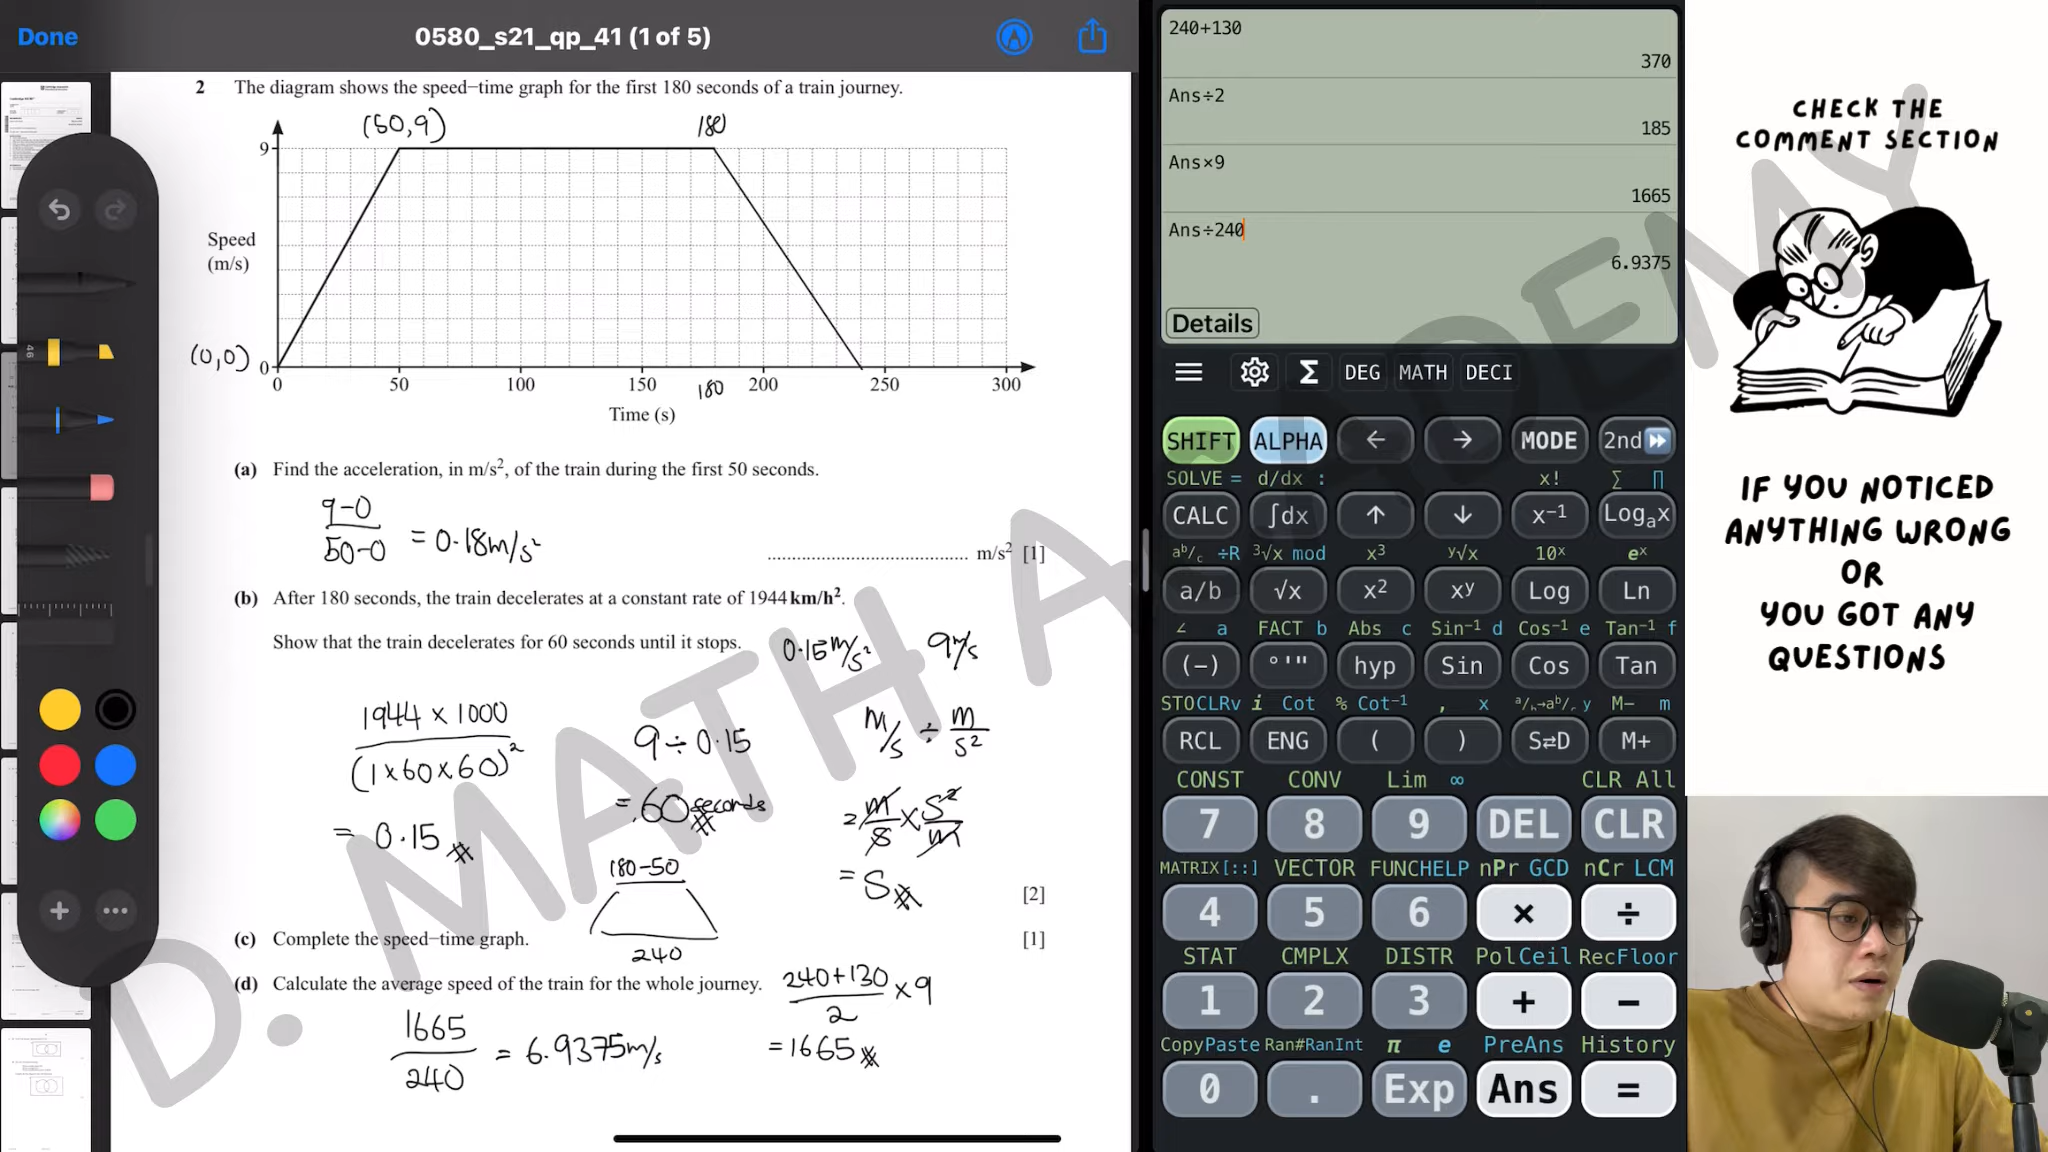 Done
0580_s21_qp_41 (1 of 5)
2 The diagram shows the speed–time graph for the first 180 seconds of a train journey.
(50,9)
180
9
Speed
(m/s)
(0,0)
0
0 50 100 150 180 200 250 300
Time (s)
(a) Find the acceleration, in m/s², of the train during the first 50 seconds.
9-0
50-0
= 0.18m/s²
m/s² [1]
(b) After 180 seconds, the train decelerates at a constant rate of 1944 km/h².
Show that the train decelerates for 60 seconds until it stops.
0.15m/s² 9m/s
1944 × 1000
(1×60×60)²
= 0.15
9÷0.15
= 60 seconds
m/s ÷ m/s²
= m/s × s²/m
= s
[2]
180-50
240
(c) Complete the speed–time graph. [1]
(d) Calculate the average speed of the train for the whole journey.
240+130
2
× 9
= 1665
1665
240
= 6.9375m/s
D. MATH ACADEMY
46
240+130
370
Ans÷2
185
Ans×9
1665
Ans÷240
6.9375
Details
Σ DEG MATH DECI
SHIFT ALPHA ← → MODE 2nd
SOLVE = d/dx : x! ∑ ∏
CALC ∫dx ↑ ↓ x⁻¹ Logₐx
aᵇ/c ÷R ³√x mod x³ ʸ√x 10ˣ eˣ
a/b √x x² xʸ Log Ln
∠ a FACT b Abs c Sin⁻¹ d Cos⁻¹ e Tan⁻¹ f
(−) °'" hyp Sin Cos Tan
STO CLRv i Cot % Cot⁻¹ , x y M− m
RCL ENG ( ) S⇄D M+
CONST CONV Lim ∞ CLR All
7 8 9 DEL CLR
MATRIX [::] VECTOR FUNC HELP nPr GCD nCr LCM
4 5 6 × ÷
STAT CMPLX DISTR Pol Ceil Rec Floor
1 2 3 + −
Copy Paste Ran# RanInt π e PreAns History
0 . Exp Ans =
CHECK THE
COMMENT SECTION
IF YOU NOTICED
ANYTHING WRONG
OR
YOU GOT ANY
QUESTIONS